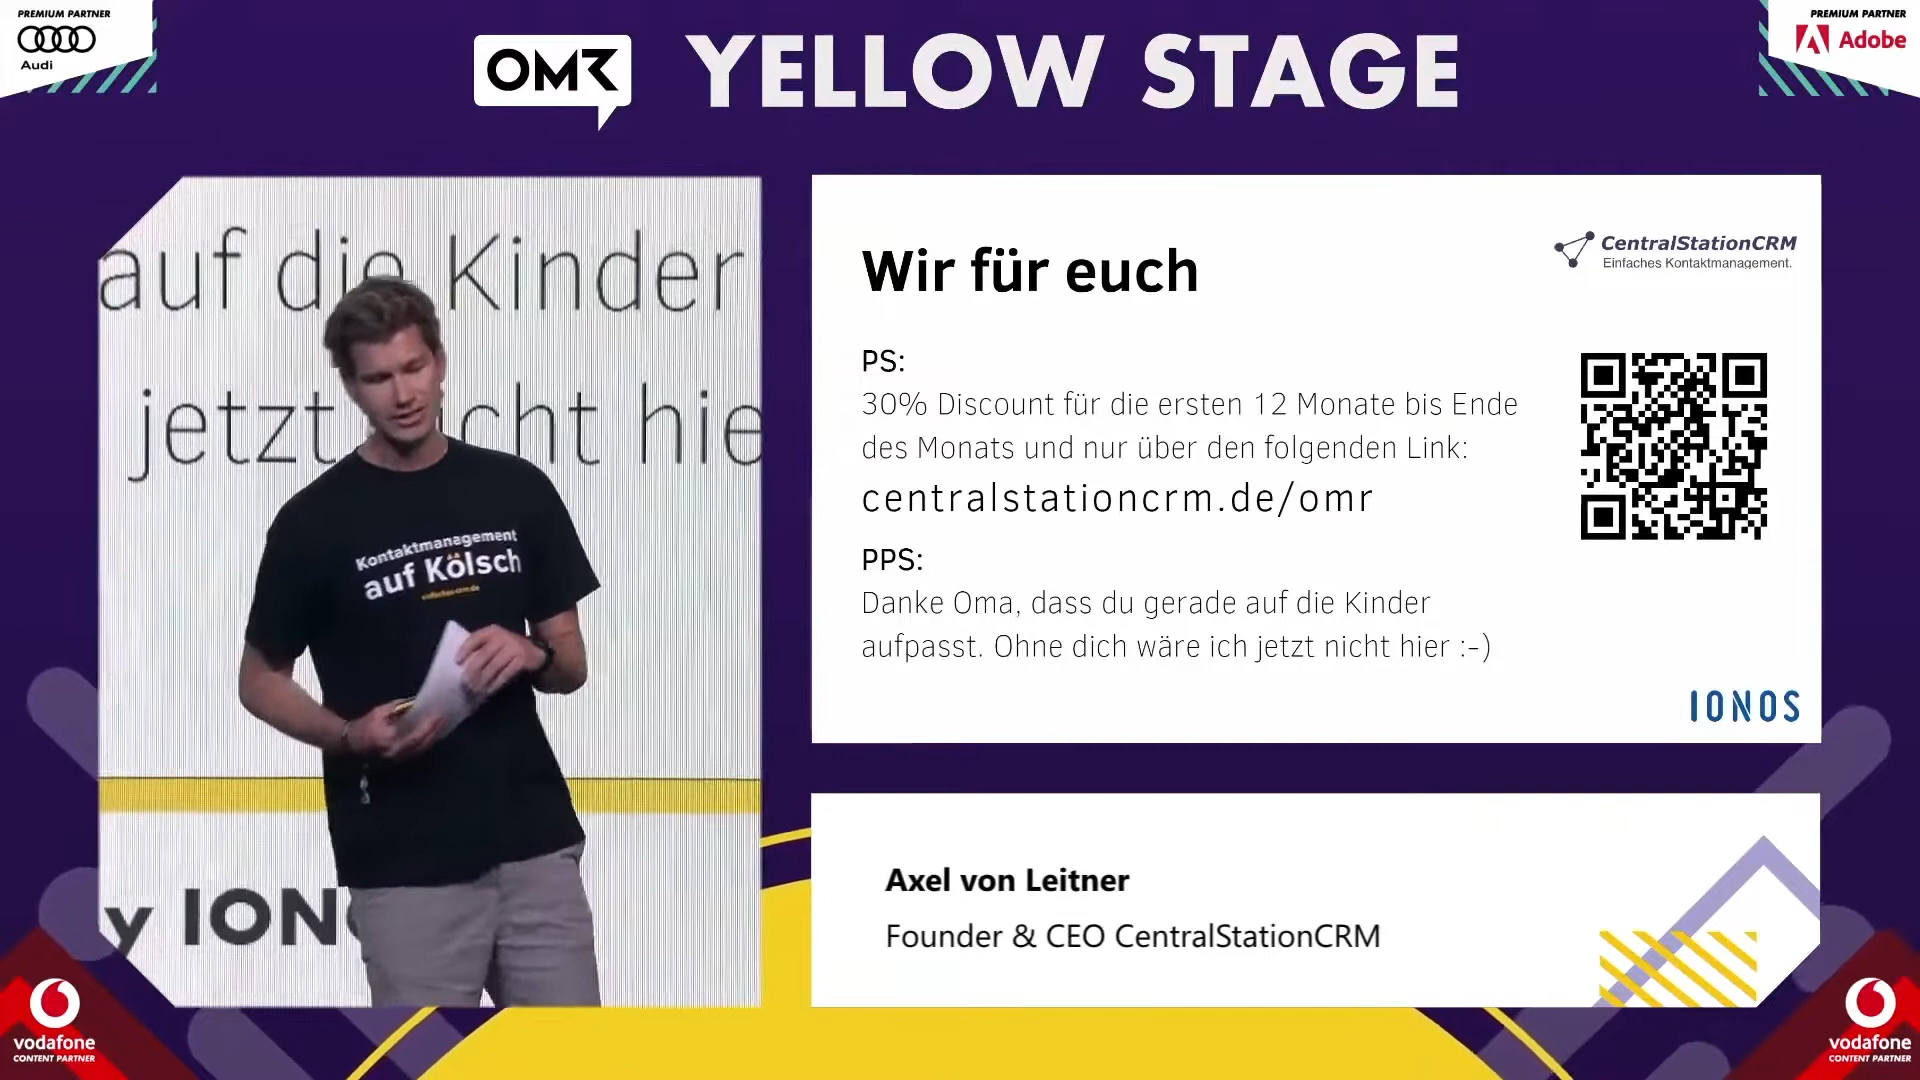 PREMIUM PARTNER
Audi
OMR YELLOW STAGE
PREMIUM PARTNER
Adobe
auf die Kinder
jetzt
cht hie
Kontaktmanagement
auf Kölsch
y ION
Wir für euch
CentralStationCRM
Einfaches Kontaktmanagement.
PS:
30% Discount für die ersten 12 Monate bis Ende
des Monats und nur über den folgenden Link:
centralstationcrm.de/omr
PPS:
Danke Oma, dass du gerade auf die Kinder
aufpasst. Ohne dich wäre ich jetzt nicht hier :-)
IONOS
Axel von Leitner
Founder & CEO CentralStationCRM
vodafone
CONTENT PARTNER
vodafone
CONTENT PARTNER